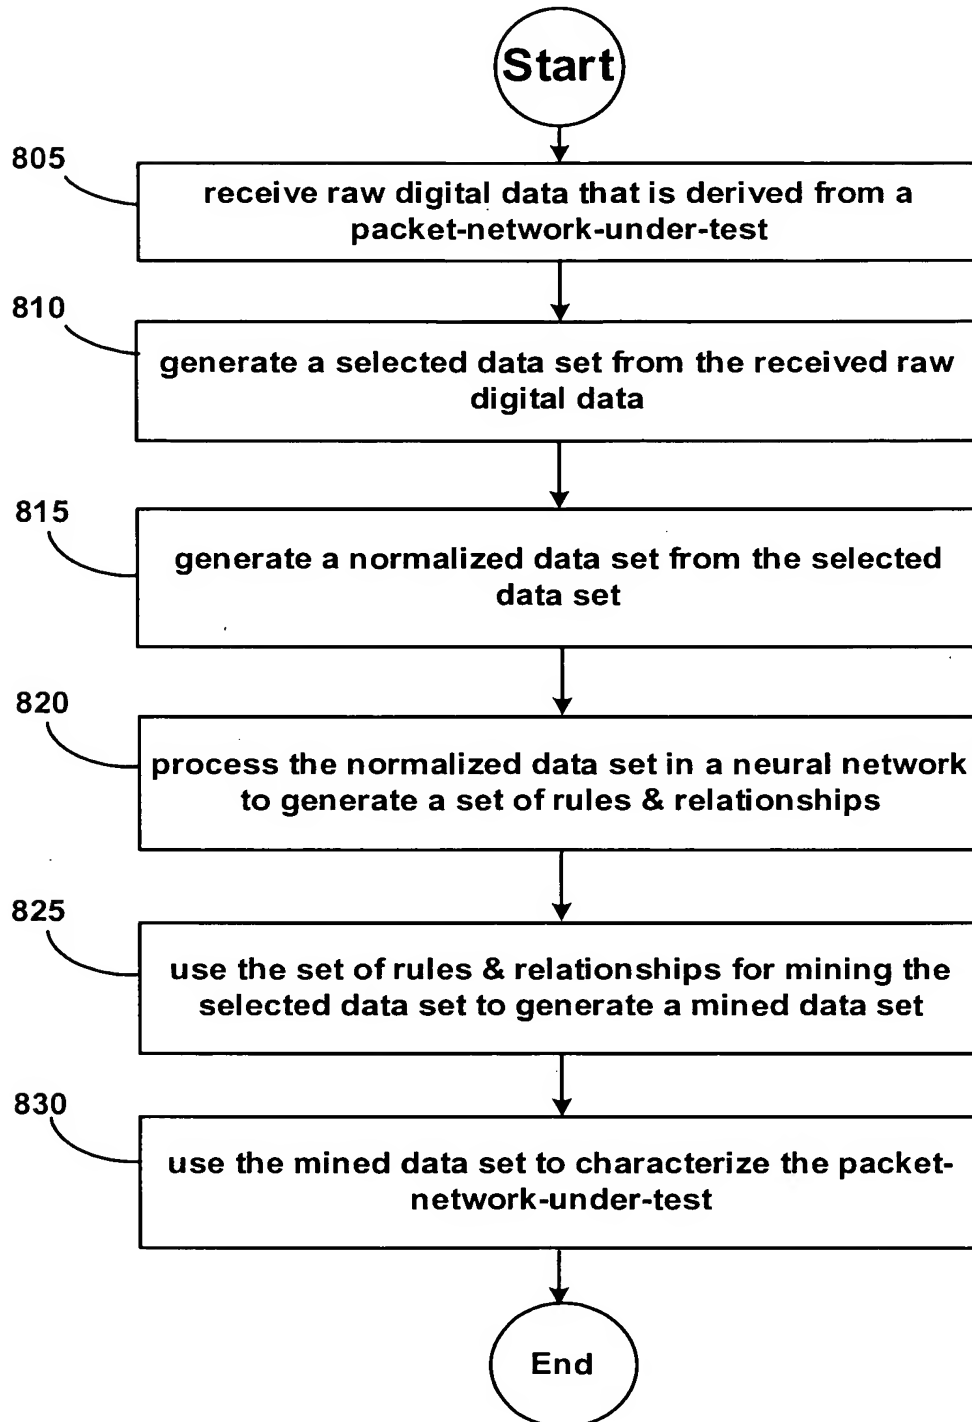 Start
805
receive raw digital data that is derived from a
packet-network-under-test
810
generate a selected data set from the received raw
digital data
815
generate a normalized data set from the selected
data set
820
process the normalized data set in a neural network
to generate a set of rules & relationships
825
use the set of rules & relationships for mining the
selected data set to generate a mined data set
830
use the mined data set to characterize the packet-
network-under-test
End